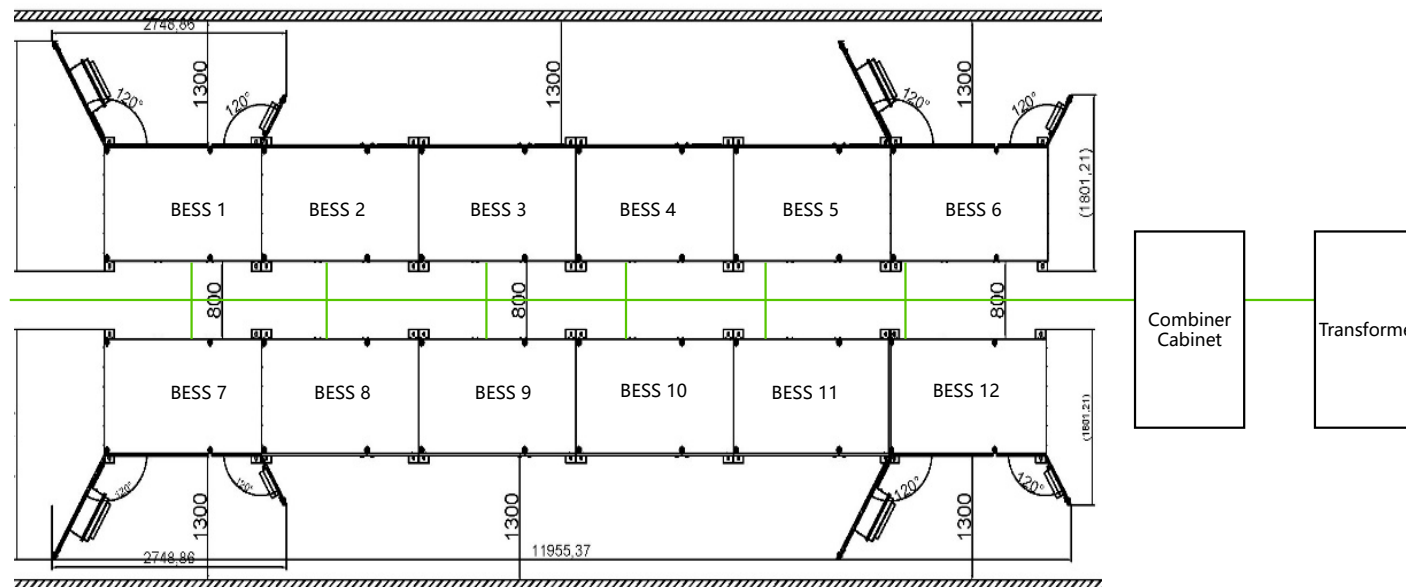 2748,86
1300
1300
1300
120°
120°
120°
120°
(1801,21)
BESS 1
BESS 2
BESS 3
BESS 4
BESS 5
BESS 6
800
800
800
Combiner
Cabinet
Transforme
BESS 7
BESS 8
BESS 9
BESS 10
BESS 11
BESS 12
(1801,21)
120°
120°
120°
120°
1300
1300
1300
2748,86
11955,37